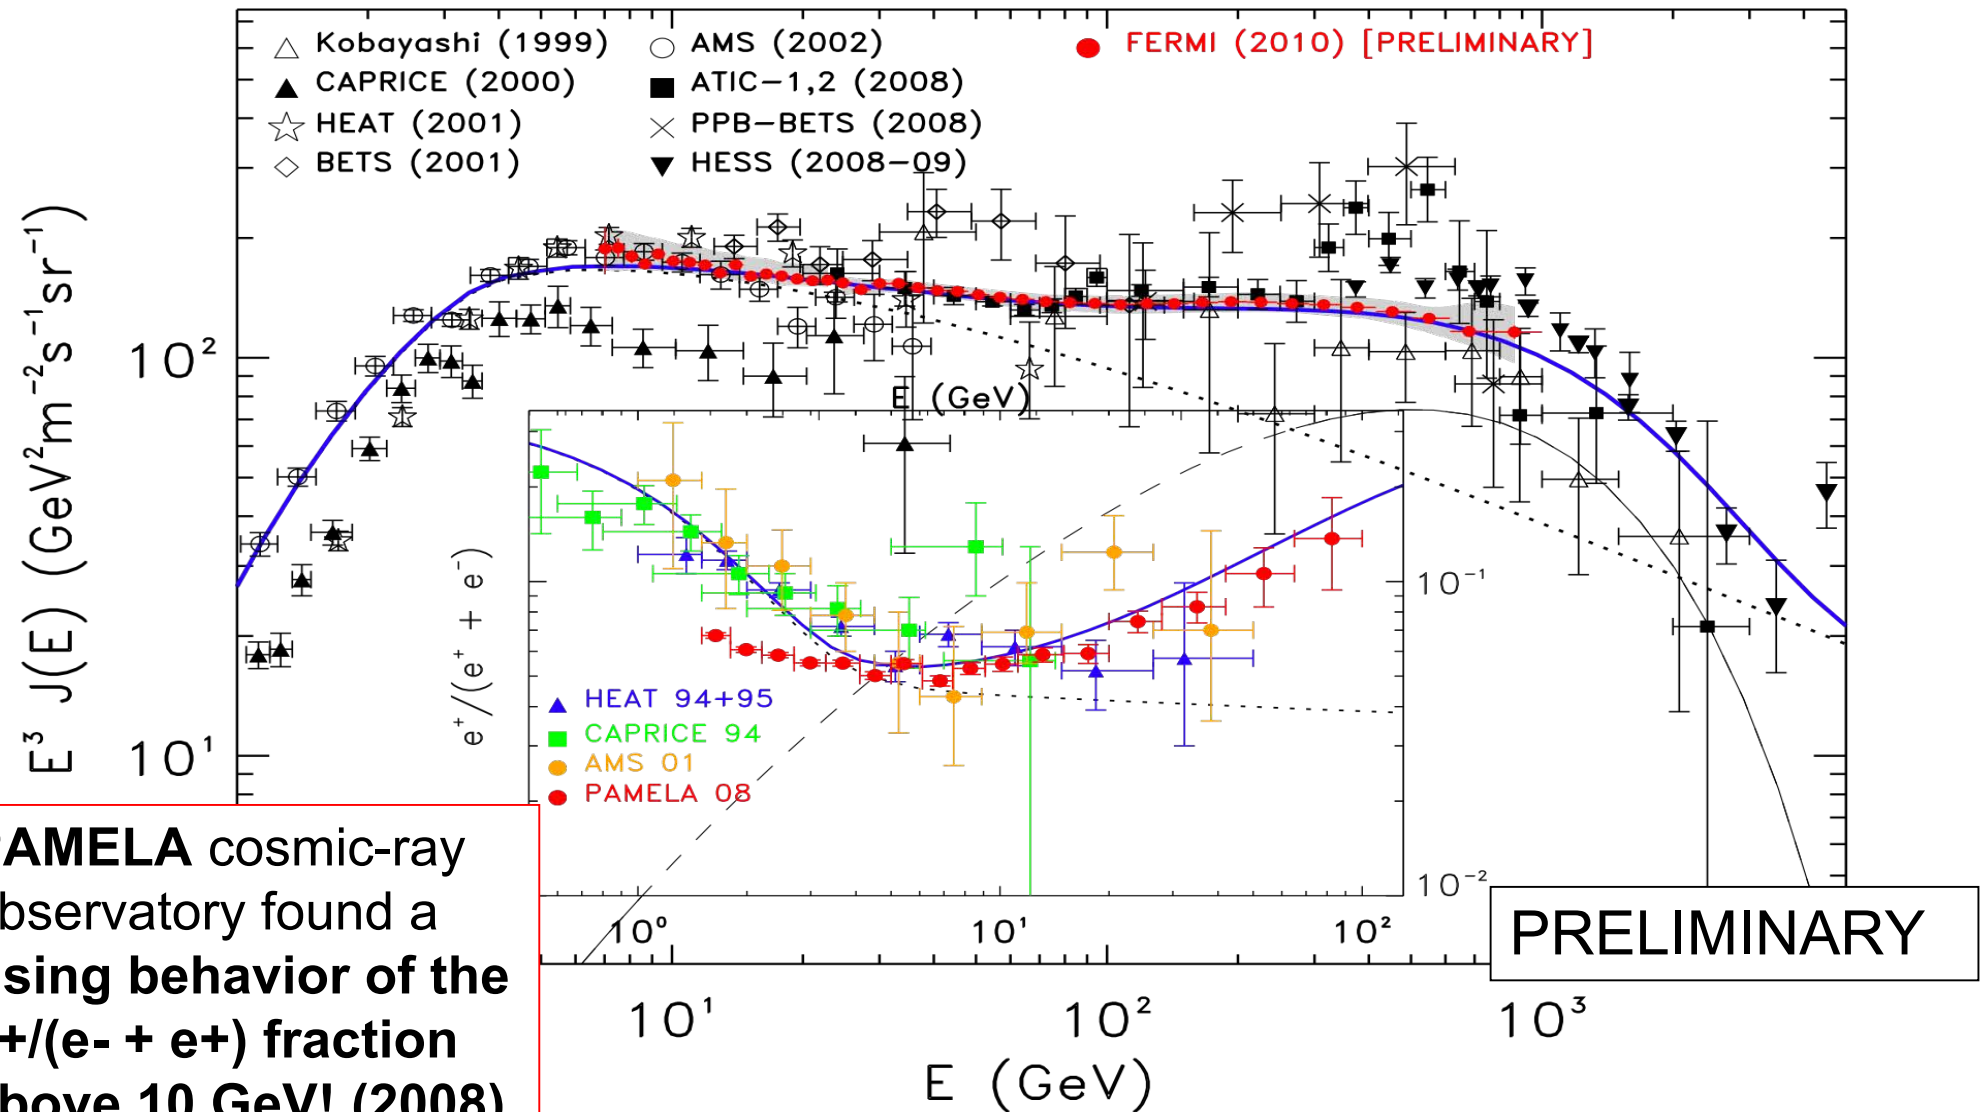 Kobayashi (1999)
CAPRICE (2000)
HEAT (2001)
BETS (2001)
AMS (2002)
ATIC−1,2 (2008)
PPB−BETS (2008)
HESS (2008−09)
FERMI (2010) [PRELIMINARY]
E³ J(E) (GeV²m⁻²s⁻¹sr⁻¹)
10²
10¹
E (GeV)
e⁺/(e⁺ + e⁻)
HEAT 94+95
CAPRICE 94
AMS 01
PAMELA 08
10⁻¹
10⁻²
10⁰ 10¹ 10²
AMELA cosmic-ray
bservatory found a
sing behavior of the
+/(e- + e+) fraction
bove 10 GeV! (2008)
PRELIMINARY
10¹ 10² 10³
E (GeV)